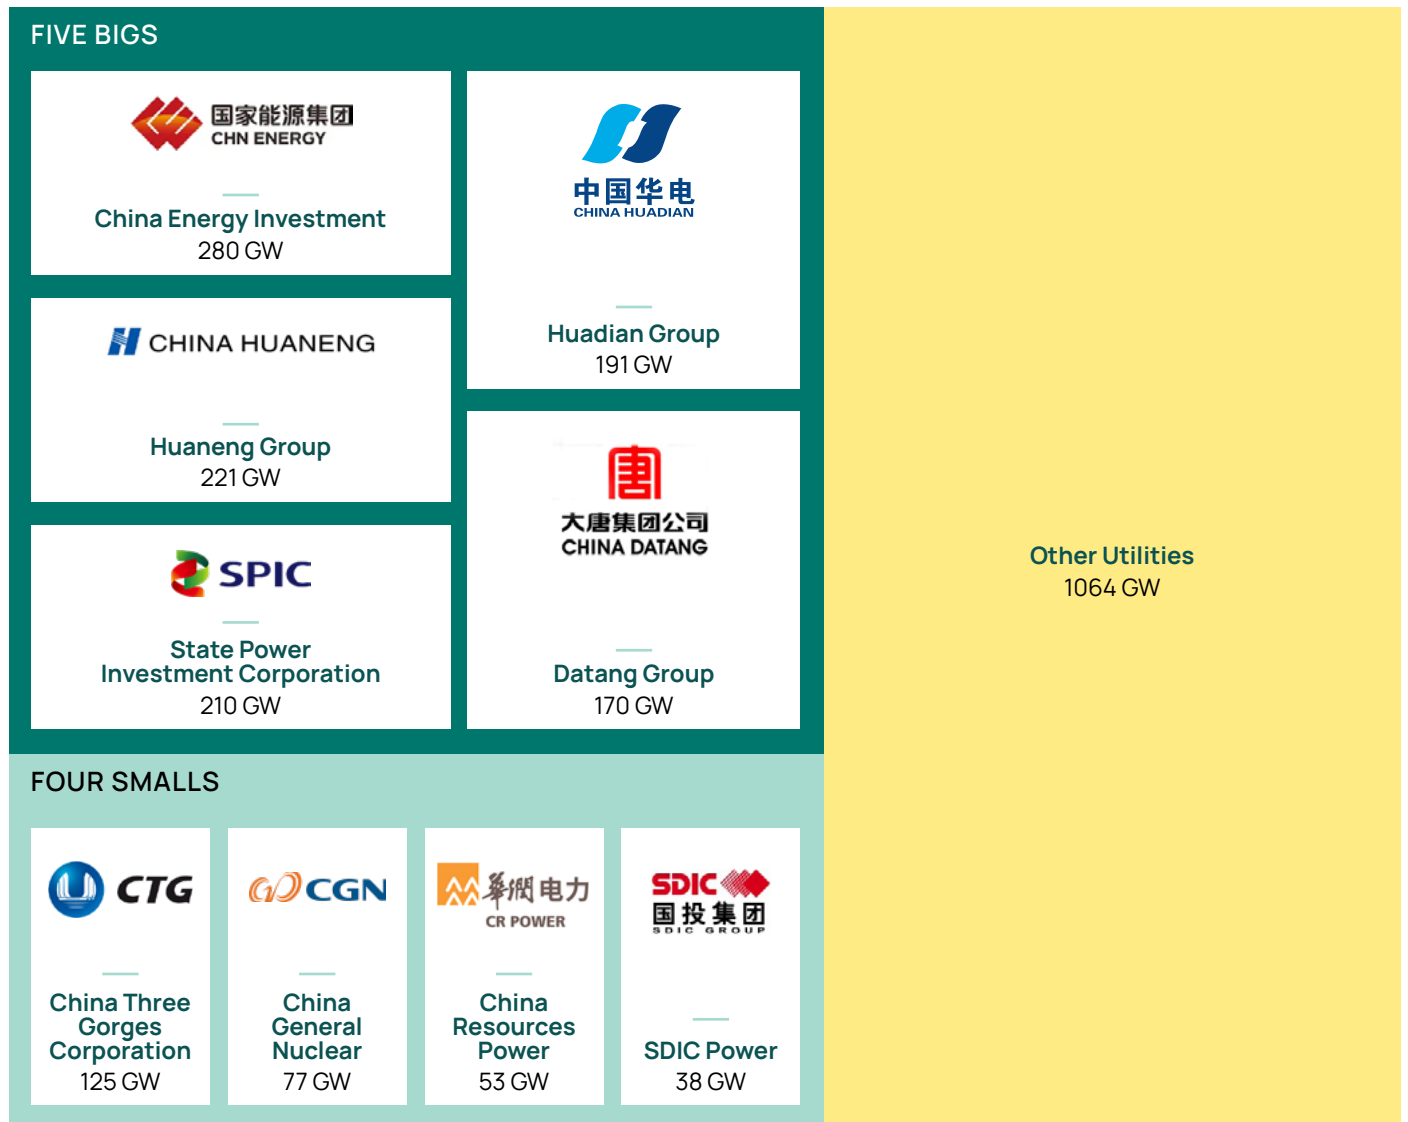 FIVE BIGS
国家能源集团
CHN ENERGY
China Energy Investment
280 GW
CHINA HUANENG
Huaneng Group
221 GW
SPIC
State Power
Investment Corporation
210 GW
中国华电
CHINA HUADIAN
Huadian Group
191 GW
唐
大唐集团公司
CHINA DATANG
Datang Group
170 GW
Other Utilities
1064 GW
FOUR SMALLS
CTG
China Three
Gorges
Corporation
125 GW
CGN
China
General
Nuclear
77 GW
華潤电力
CR POWER
China
Resources
Power
53 GW
SDIC
国投集团
SDIC GROUP
SDIC Power
38 GW